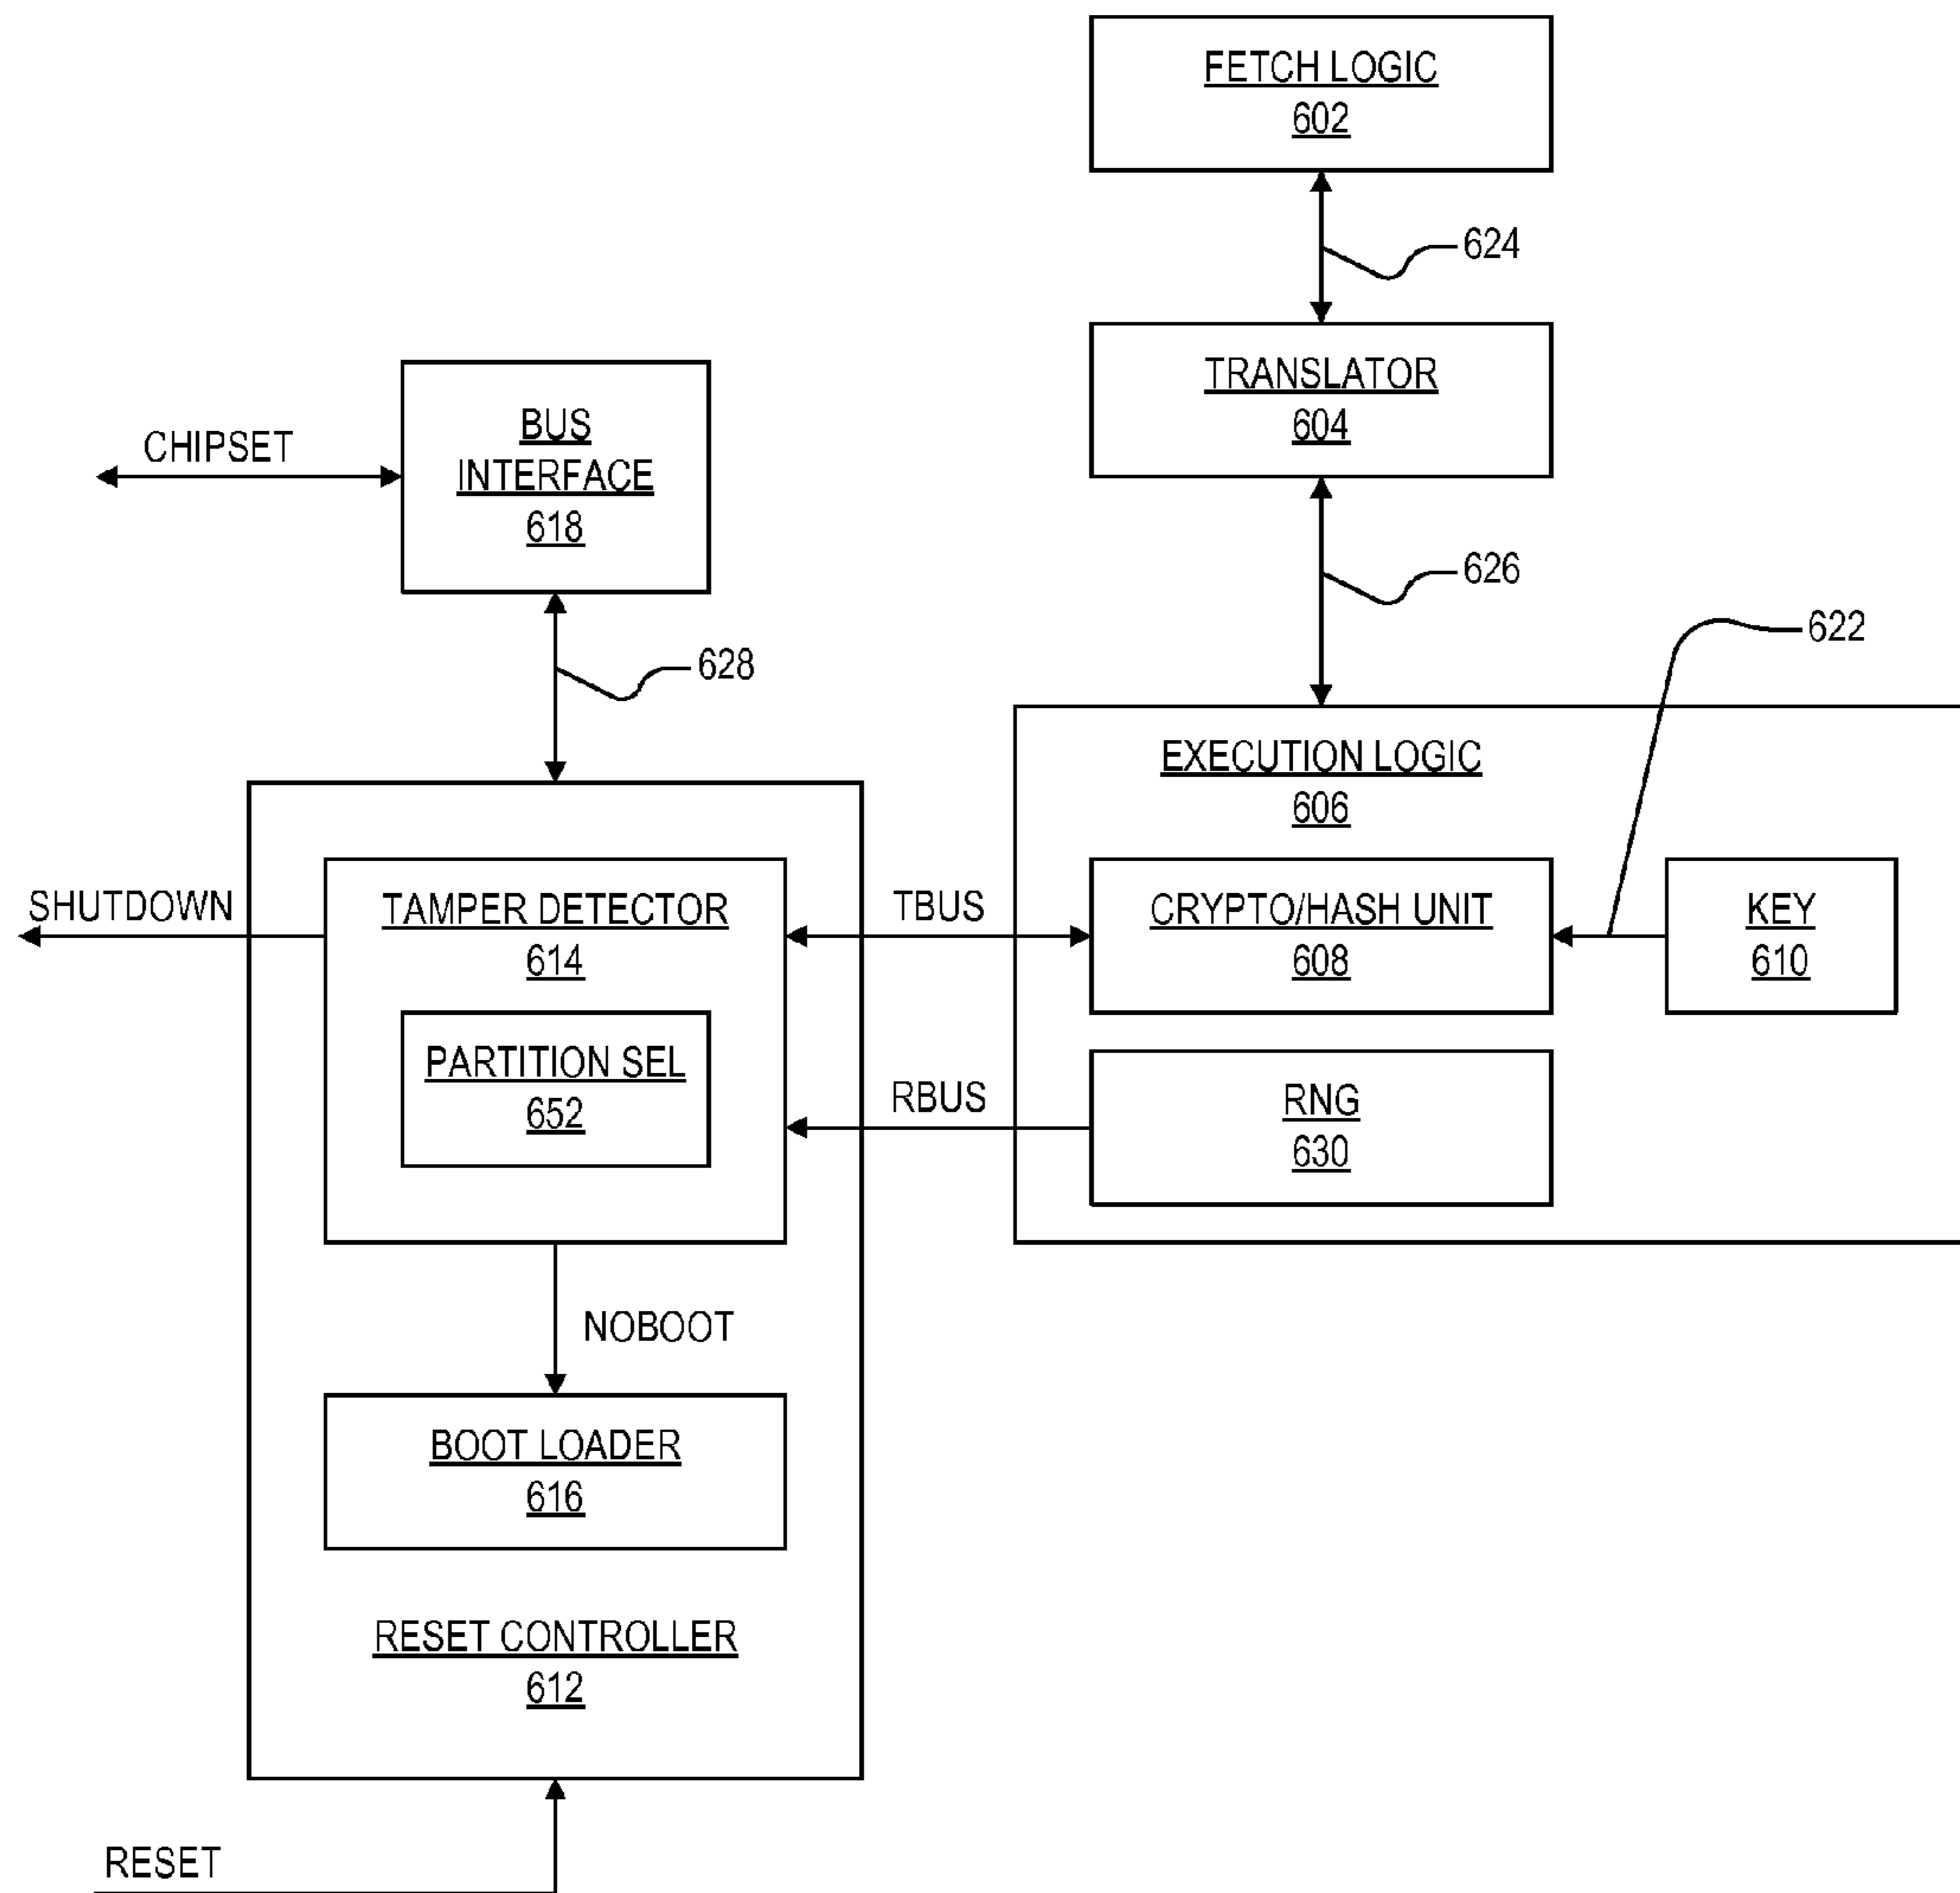 FETCH LOGIC
602
624
TRANSLATOR
604
CHIPSET
BUS
INTERFACE
618
626
622
628
EXECUTION LOGIC
606
SHUTDOWN
TAMPER DETECTOR
614
TBUS
CRYPTO/HASH UNIT
608
KEY
610
PARTITION SEL
652
RBUS
RNG
630
NOBOOT
BOOT LOADER
616
RESET CONTROLLER
612
RESET